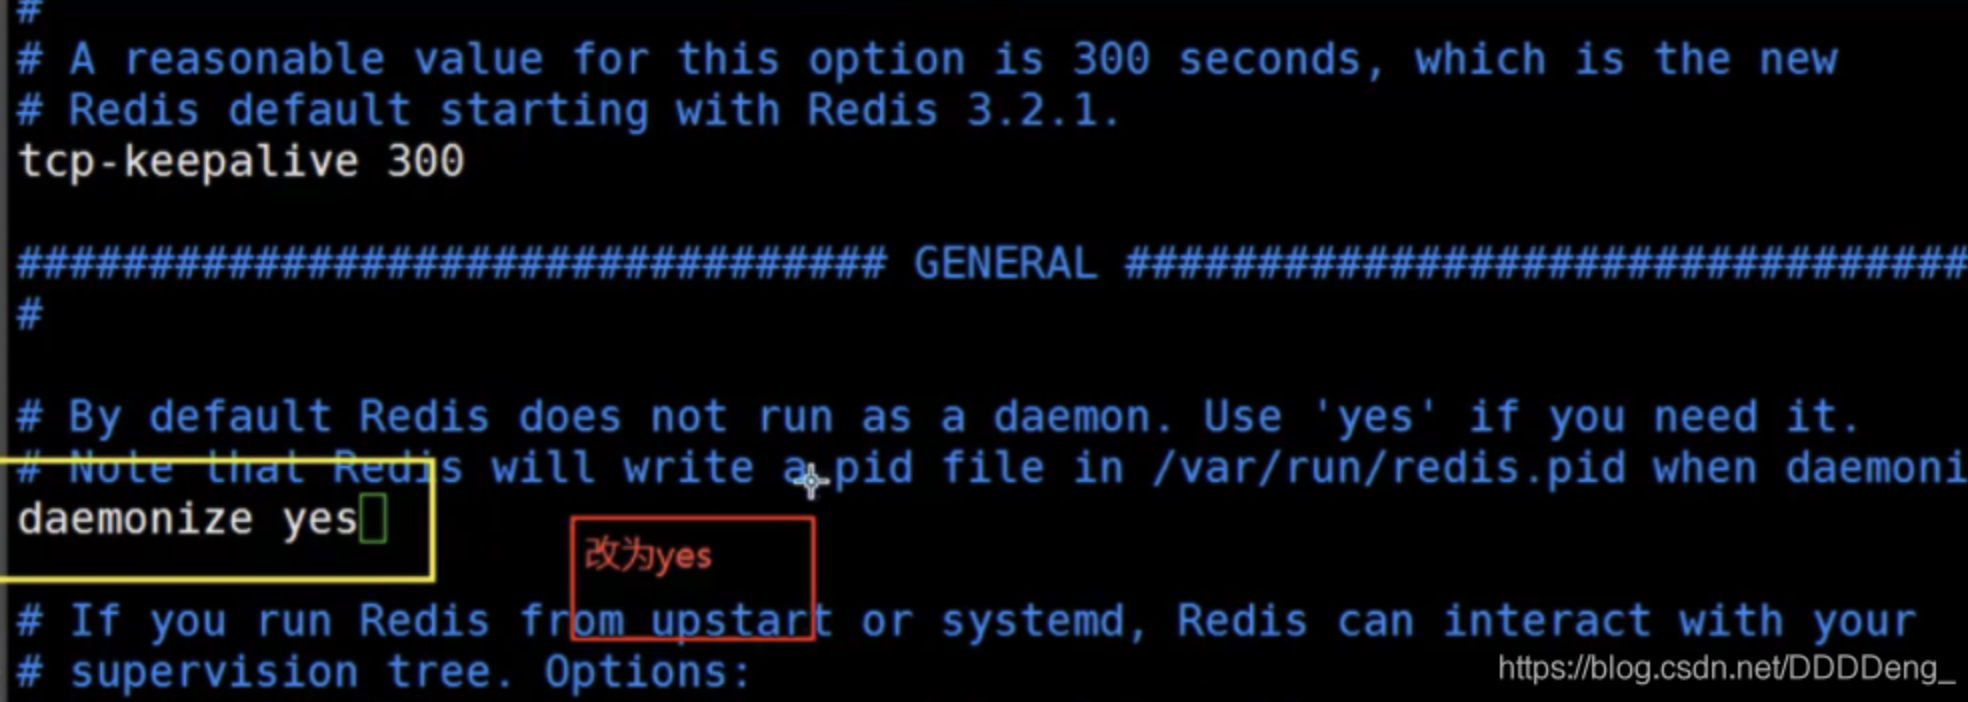 #
# A reasonable value for this option is 300 seconds, which is the new
# Redis default starting with Redis 3.2.1.
tcp-keepalive 300
################################# GENERAL ################################
#
# By default Redis does not run as a daemon. Use 'yes' if you need it.
# Note that Redis will write a pid file in /var/run/redis.pid when daemoni
daemonize yes
改为yes
# If you run Redis from upstart or systemd, Redis can interact with your
# supervision tree. Options:
https://blog.csdn.net/DDDDeng_